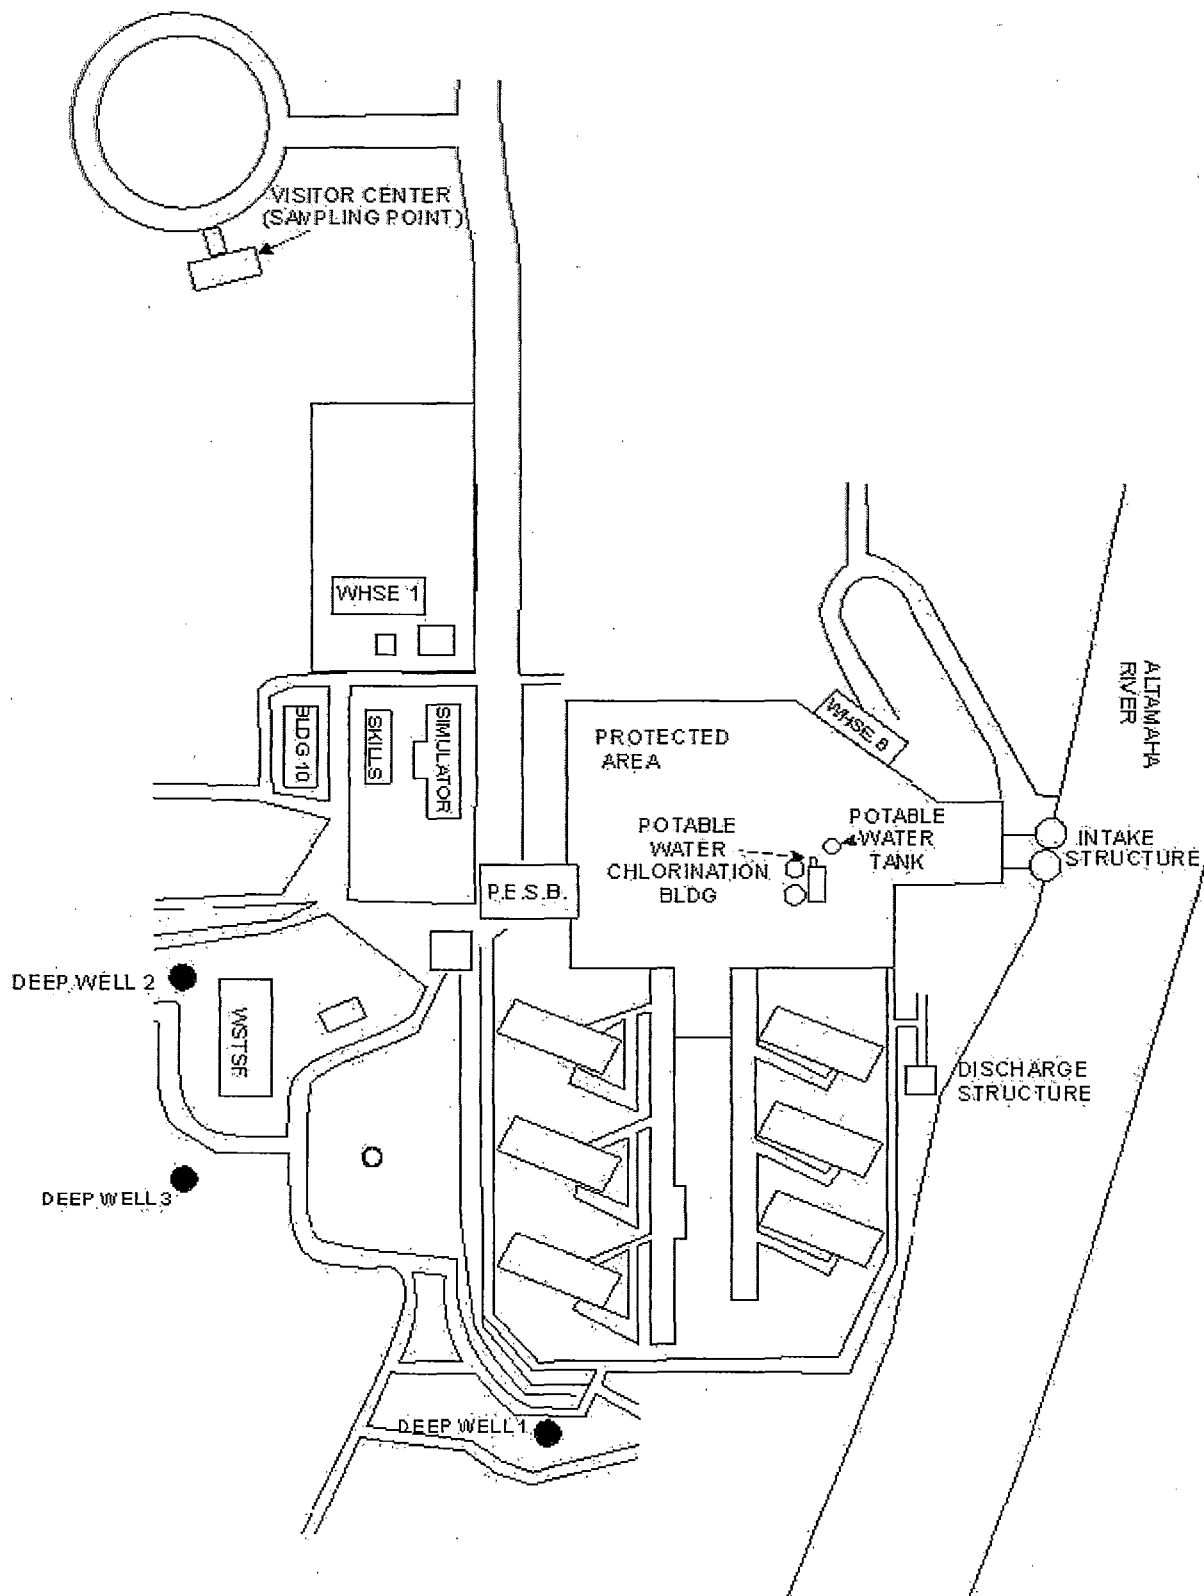 VISITOR CENTER
(SAMPLING POINT)
WHSE 1
BLDG 10
SKILLS
SIMULATOR
PROTECTED
AREA
WHSE 8
ALTAMAHA
RIVER
POTABLE
WATER
CHLORINATION
BLDG
POTABLE
WATER
TANK
INTAKE
STRUCTURE
P.E.S.B.
DEEP WELL 2
WSTSF
DISCHARGE
STRUCTURE
DEEP WELL 3
DEEP WELL 1